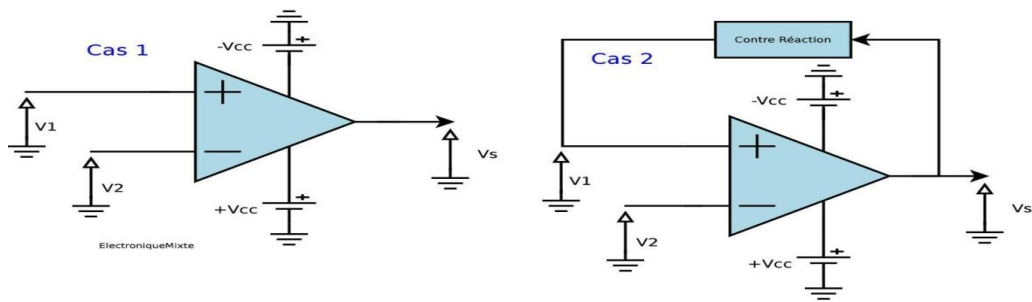 Cas 1
-Vcc
+
+
V1
—
V2
Vs
+
+Vcc
ElectroniqueMixte
Contre Réaction
Cas 2
-Vcc
+
+
V1
—
V2
Vs
+
+Vcc